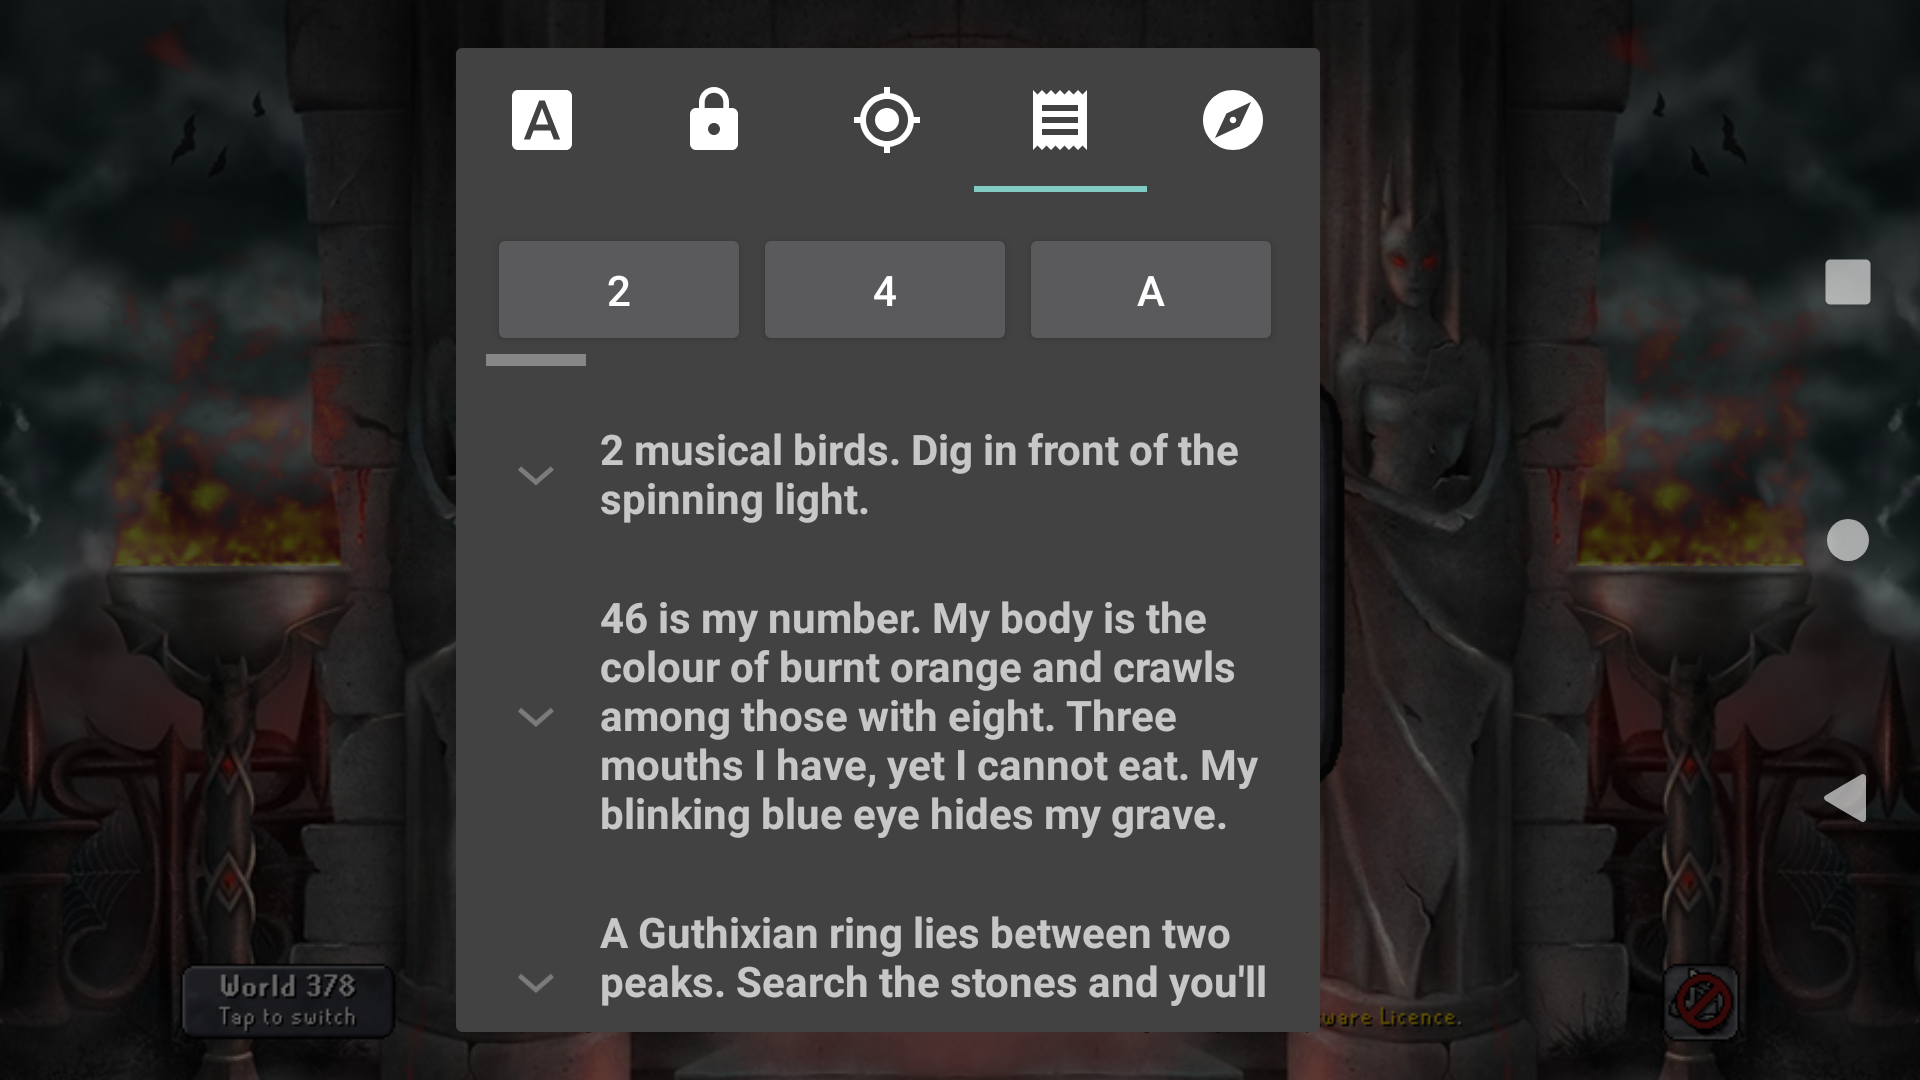 A
2
4
A
2 musical birds. Dig in front of the
spinning light.
46 is my number. My body is the
colour of burnt orange and crawls
among those with eight. Three
mouths I have, yet I cannot eat. My
blinking blue eye hides my grave.
A Guthixian ring lies between two
peaks. Search the stones and you'll
World 378
Tap to switch
ware Licence.